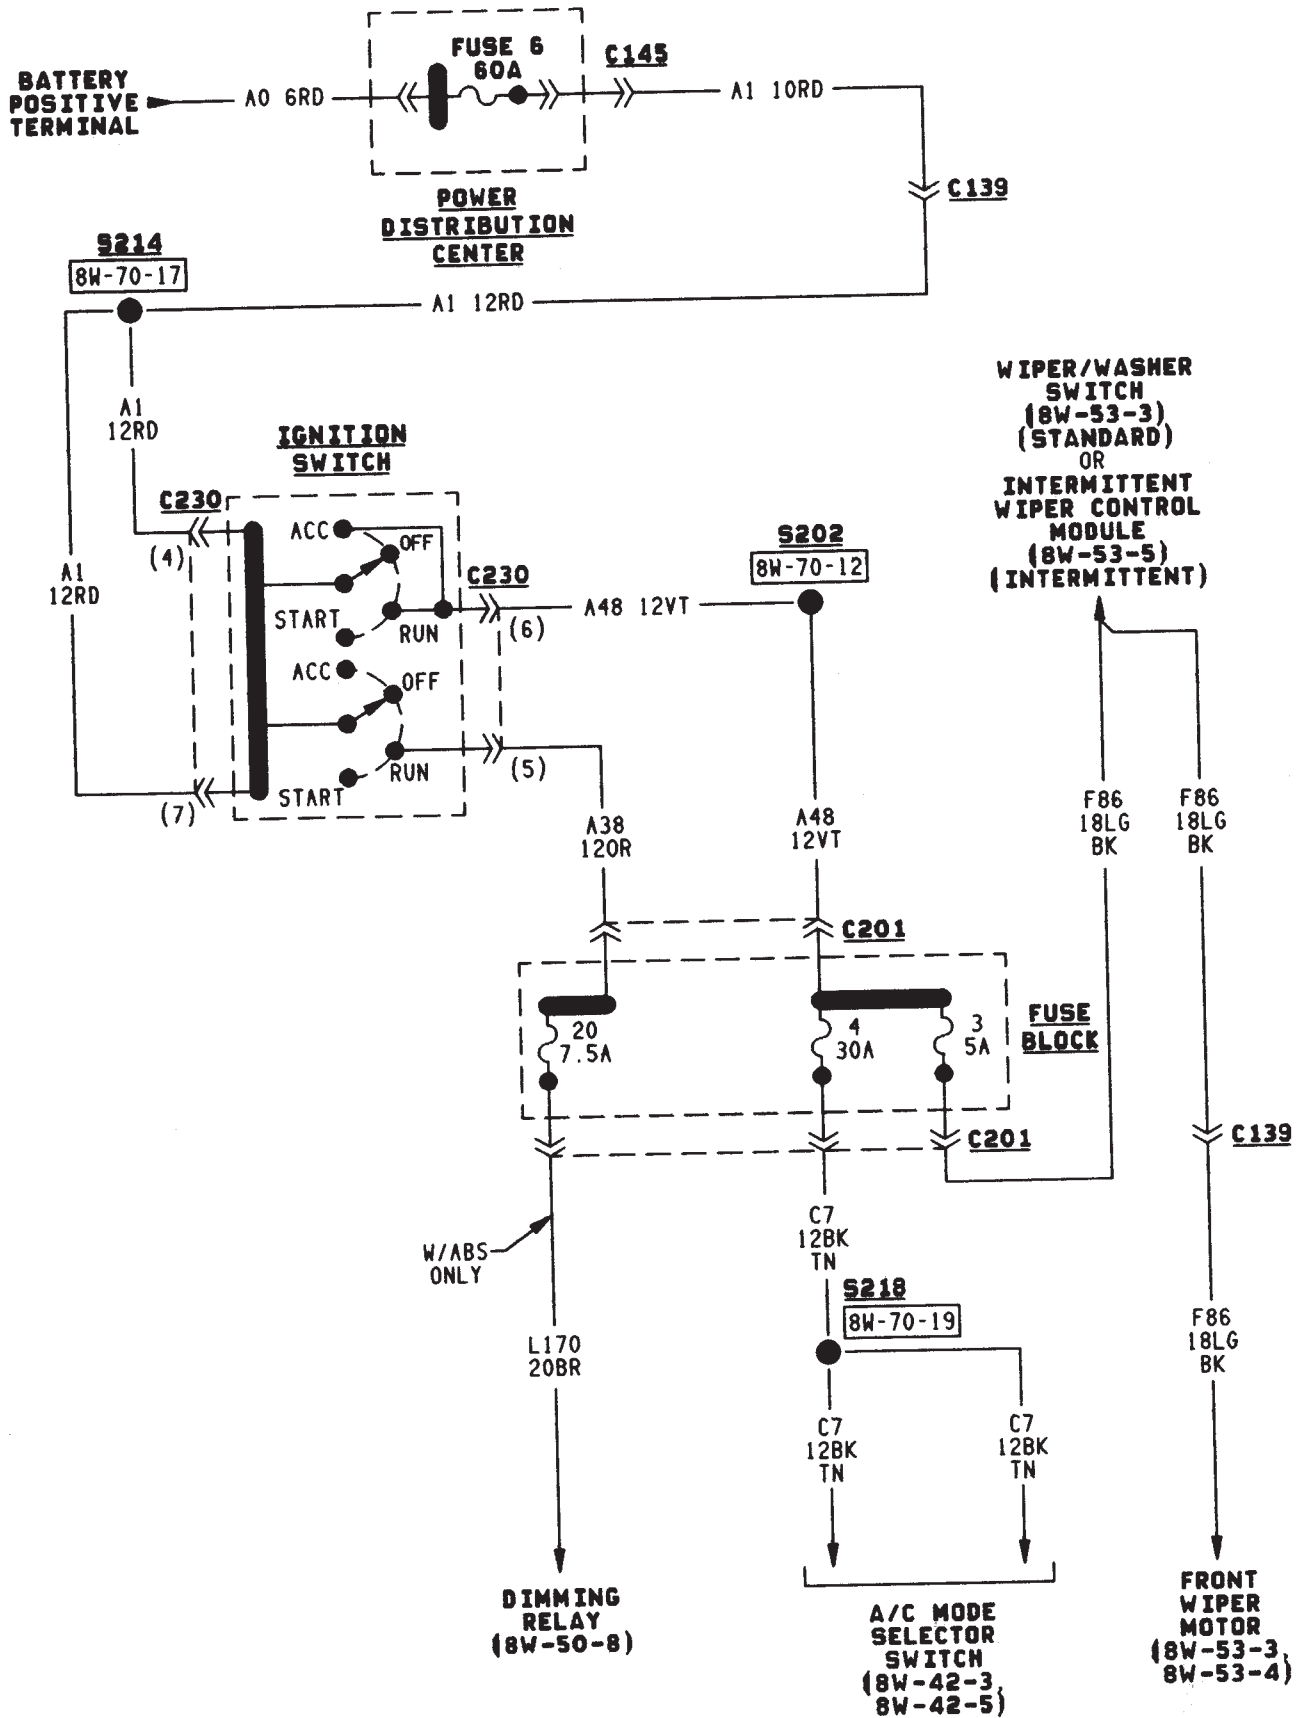 FUSE 6
60A
C145
BATTERY
POSITIVE
TERMINAL
A0 6RD
A1 10RD
C139
POWER
DISTRIBUTION
CENTER
S214
8W-70-17
A1 12RD
A1
12RD
IGNITION
SWITCH
WIPER/WASHER
SWITCH
(8W-53-3)
(STANDARD)
OR
INTERMITTENT
WIPER CONTROL
MODULE
(8W-53-5)
(INTERMITTENT)
C230
(4)
ACC
OFF
START
RUN
C230
(6)
A48 12VT
S202
8W-70-12
A1
12RD
ACC
OFF
RUN
START
(5)
(7)
A38
12OR
A48
12VT
F86
18LG
BK
F86
18LG
BK
C201
20
7.5A
4
30A
3
5A
FUSE
BLOCK
C201
C139
W/ABS
ONLY
C7
12BK
TN
S218
8W-70-19
L170
20BR
F86
18LG
BK
C7
12BK
TN
C7
12BK
TN
DIMMING
RELAY
(8W-50-8)
A/C MODE
SELECTOR
SWITCH
(8W-42-3,
8W-42-5)
FRONT
WIPER
MOTOR
(8W-53-3,
8W-53-4)